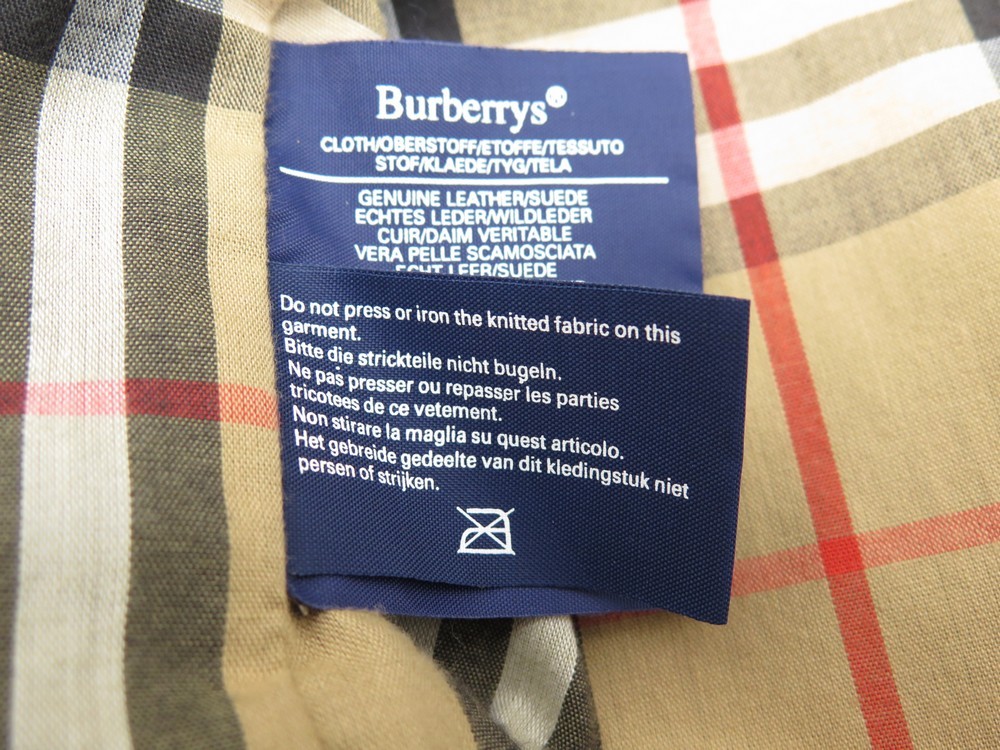 Burberrys®
CLOTH/OBERSTOFF/ETOFFE/TESSUTO
STOF/KLAEDE/TYG/TELA
GENUINE LEATHER/SUEDE
ECHTES LEDER/WILDLEDER
CUIR/DAIM VERITABLE
VERA PELLE SCAMOSCIATA
ECHT LEER/SUEDE
Do not press or iron the knitted fabric on this
garment.
Bitte die strickteile nicht bugeln.
Ne pas presser ou repasser les parties
tricotees de ce vetement.
Non stirare la maglia su quest articolo.
Het gebreide gedeelte van dit kledingstuk niet
persen of strijken.